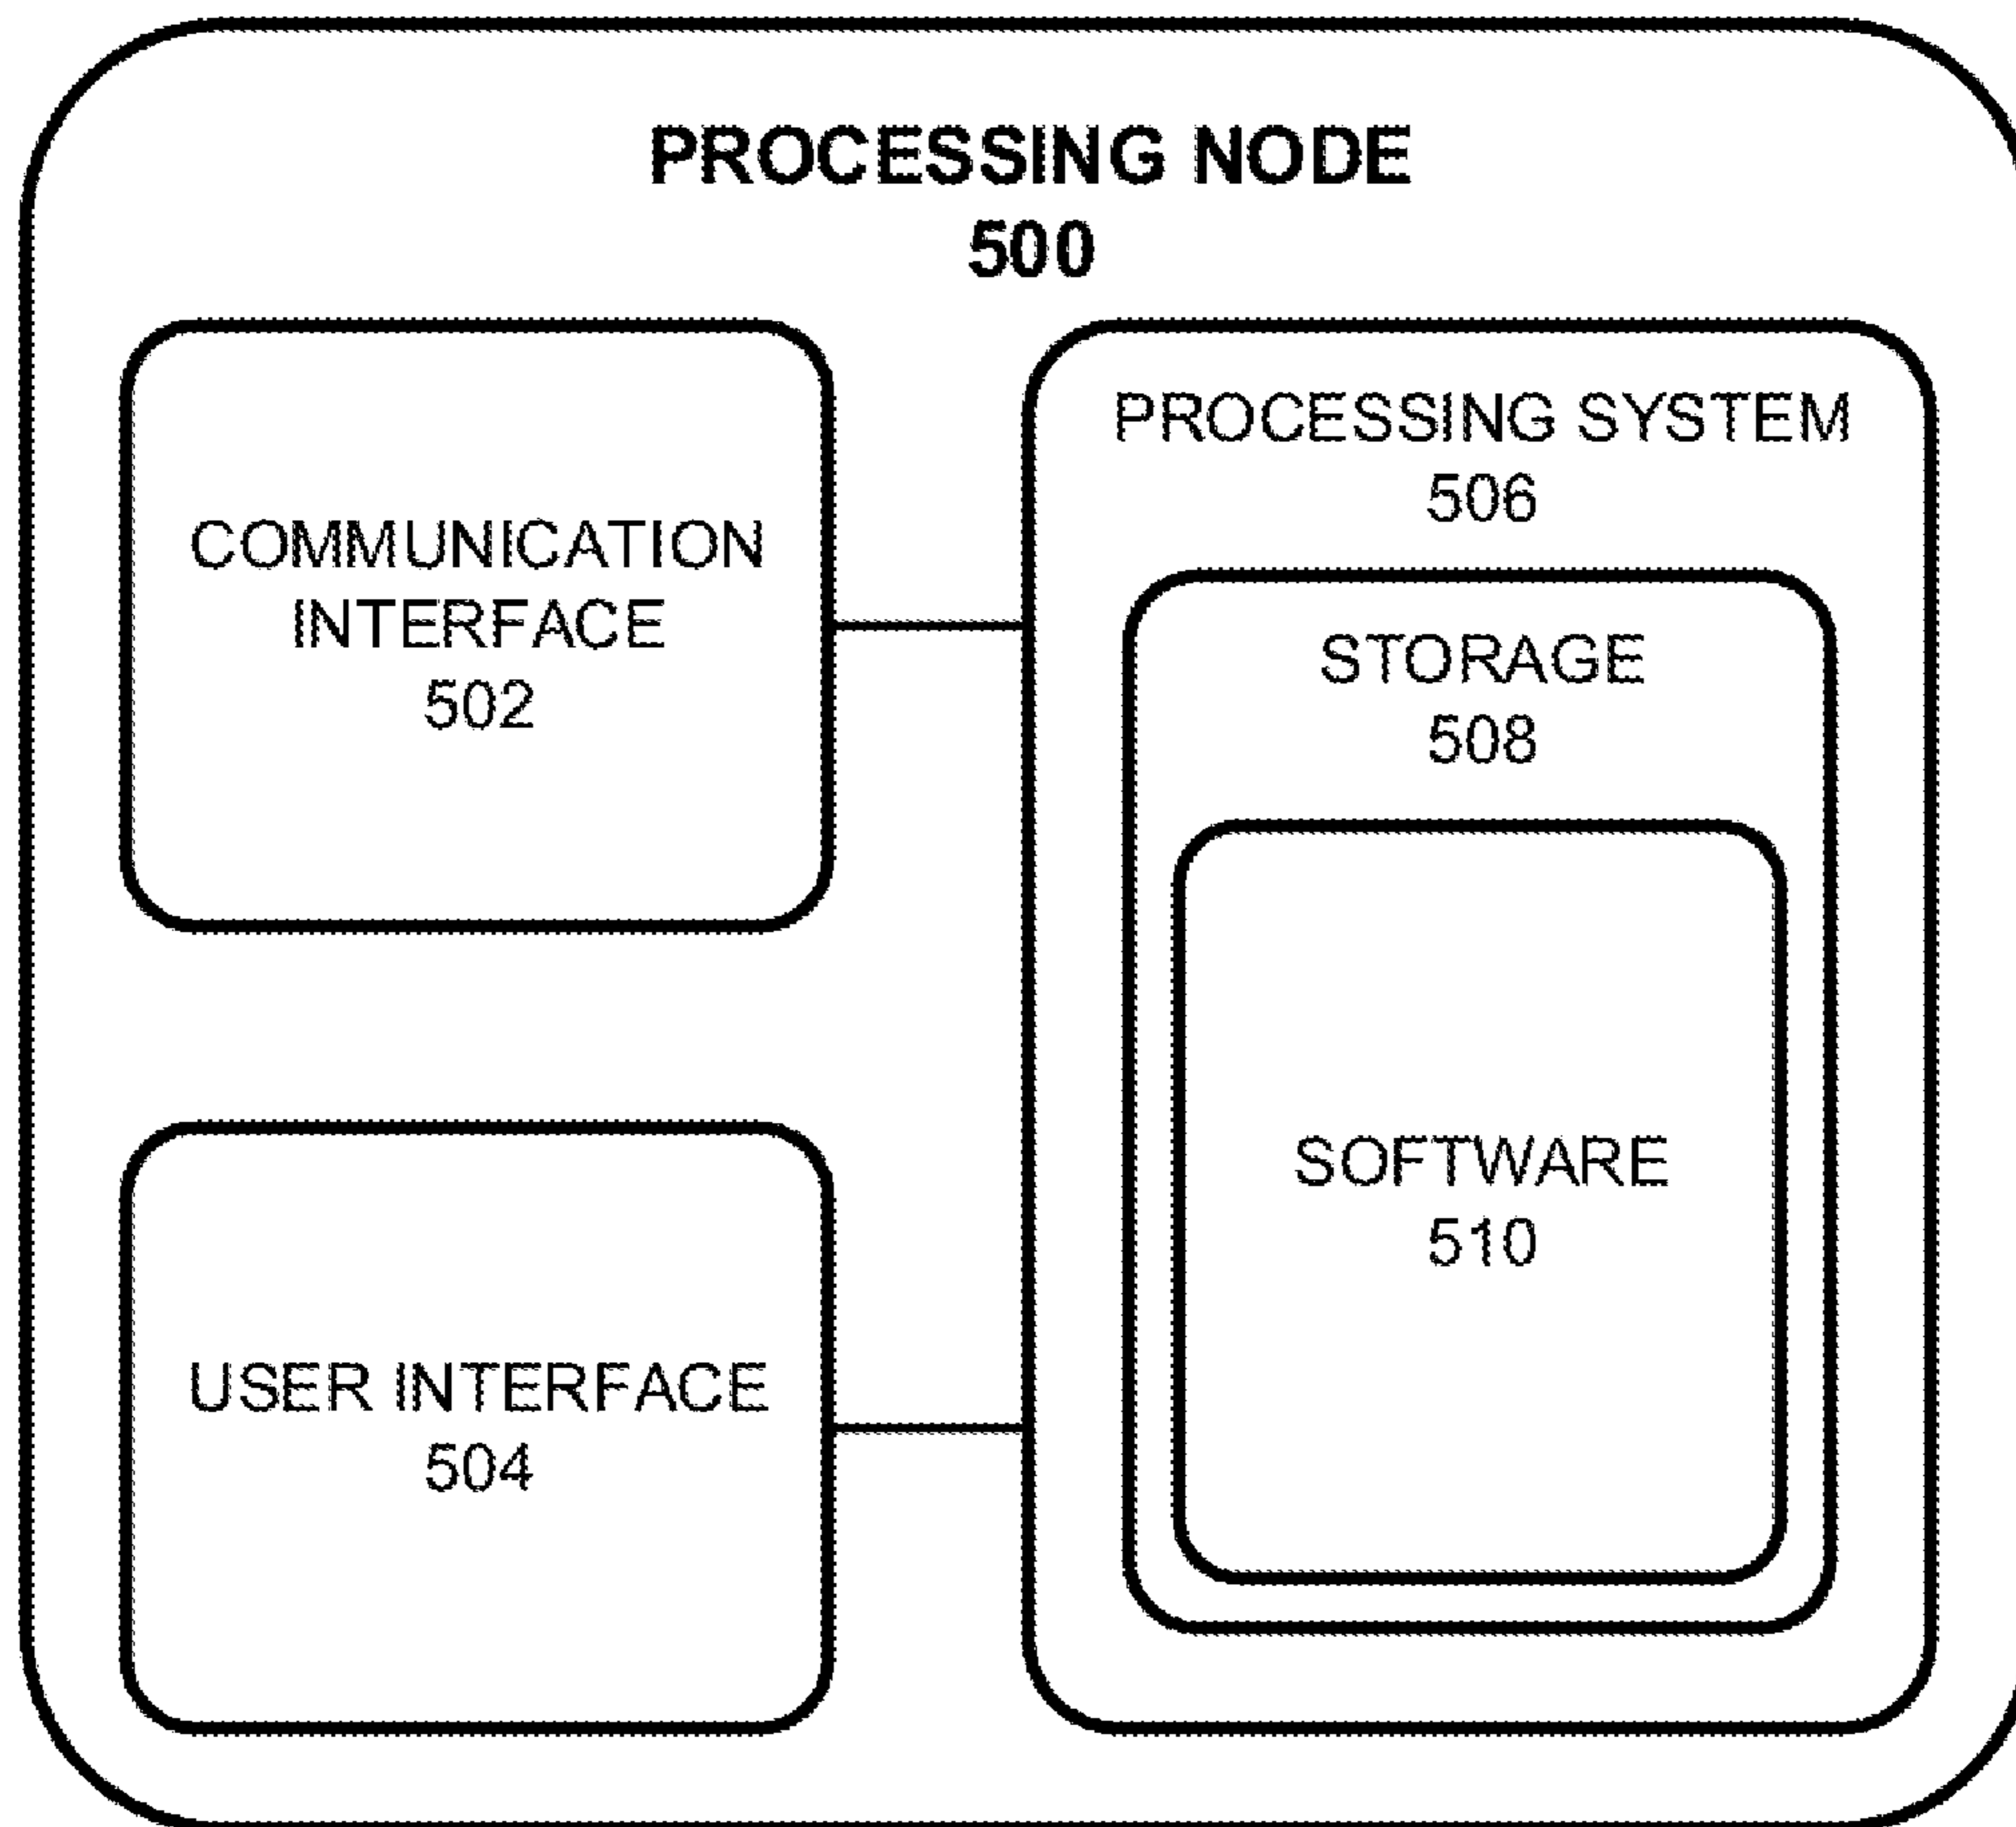 PROCESSING NODE
500
COMMUNICATION
INTERFACE
502
PROCESSING SYSTEM
506
STORAGE
508
SOFTWARE
510
USER INTERFACE
504